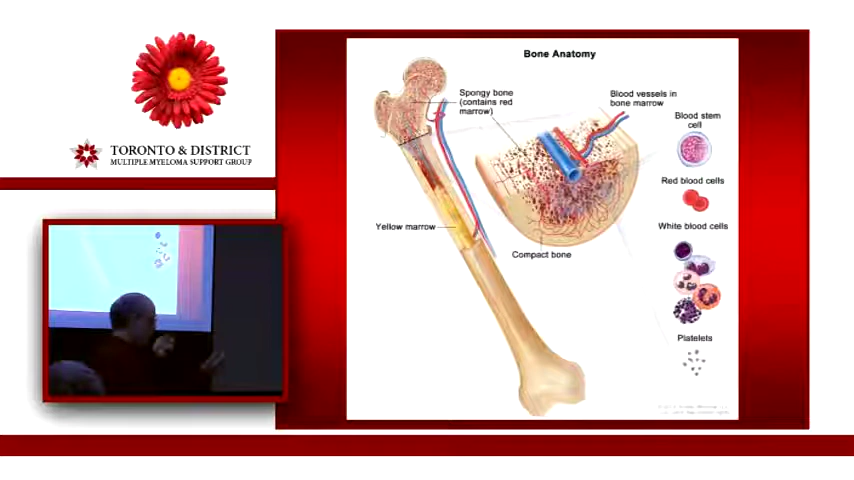 TORONTO & DISTRICT
MULTIPLE MYELOMA SUPPORT GROUP
Bone Anatomy
Spongy bone
(contains red
marrow)
Blood vessels in
bone marrow
Blood stem
cell
Red blood cells
White blood cells
Yellow marrow
Compact bone
Platelets